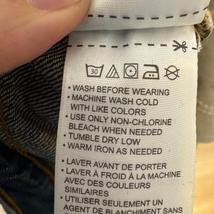 30
• WASH BEFORE WEARING
• MACHINE WASH COLD
WITH LIKE COLORS
• USE ONLY NON-CHLORINE
BLEACH WHEN NEEDED
• TUMBLE DRY LOW
• WARM IRON AS NEEDED
• LAVER AVANT DE PORTER
• LAVER À FROID À LA MACHINE
AVEC DES COULEURS
SIMILAIRES
• UTILISER SEULEMENT UN
AGENT DE BLANCHIMENT SANS